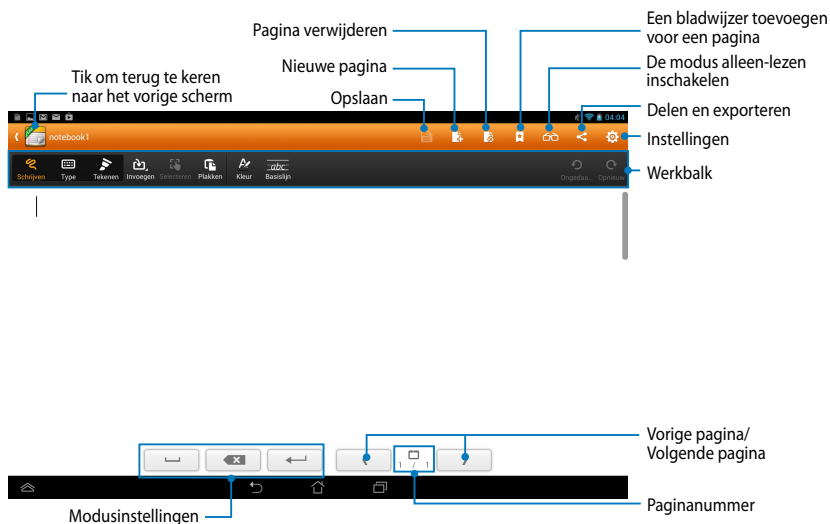 Een bladwijzer toevoegen
voor een pagina
Pagina verwijderen
De modus alleen-lezen
inschakelen
Nieuwe pagina
Tik om terug te keren
naar het vorige scherm
Opslaan
Delen en exporteren
04:04
notebook1
Instellingen
Schrijven Type Tekenen Invoegen Selecteren Plakken Kleur abc Basislijn Ongedaa... Opnieuw
Werkbalk
Vorige pagina/
Volgende pagina
1 / 1
Paginanummer
Modusinstellingen